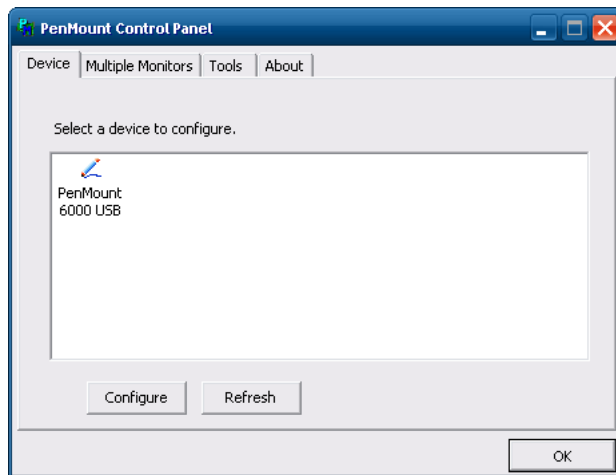 PenMount Control Panel
Device Multiple Monitors Tools About
Select a device to configure.
PenMount
6000 USB
Configure Refresh
OK